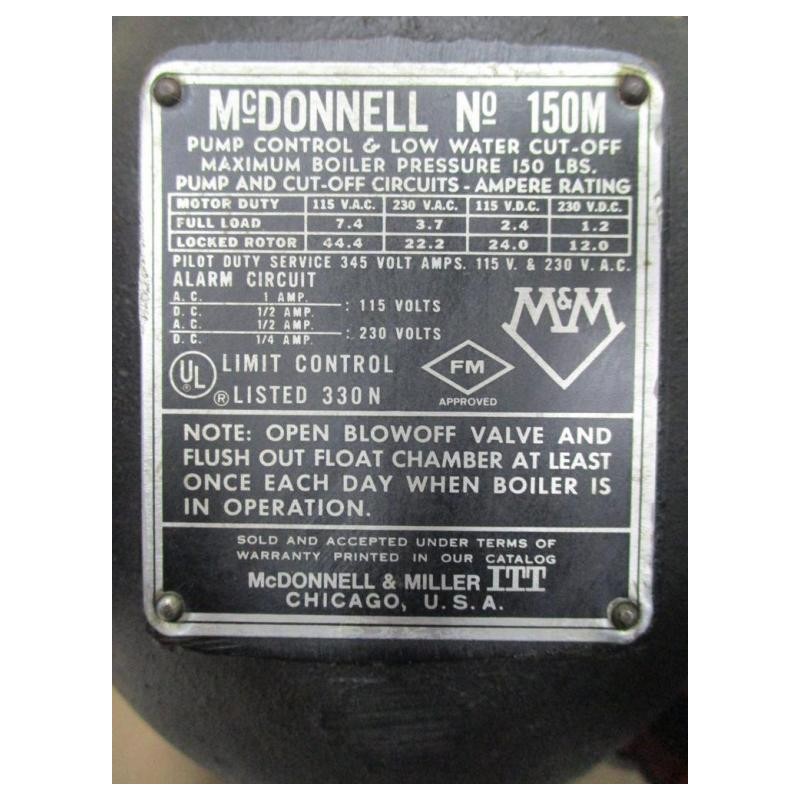 McDONNELL No 150M
PUMP CONTROL & LOW WATER CUT-OFF
MAXIMUM BOILER PRESSURE 150 LBS.
PUMP AND CUT-OFF CIRCUITS - AMPERE RATING
MOTOR DUTY 115 V.A.C. 230 V.A.C. 115 V.D.C. 230 V.D.C.
FULL LOAD 7.4 3.7 2.4 1.2
LOCKED ROTOR 44.4 22.2 24.0 12.0
PILOT DUTY SERVICE 345 VOLT AMPS. 115 V. & 230 V. A.C.
ALARM CIRCUIT
A. C. 1 AMP.
D. C. 1/2 AMP. : 115 VOLTS
A. C. 1/2 AMP.
D. C. 1/4 AMP. : 230 VOLTS
M&M
UL ® LIMIT CONTROL
LISTED 330N
FM
APPROVED
NOTE: OPEN BLOWOFF VALVE AND
FLUSH OUT FLOAT CHAMBER AT LEAST
ONCE EACH DAY WHEN BOILER IS
IN OPERATION.
SOLD AND ACCEPTED UNDER TERMS OF
WARRANTY PRINTED IN OUR CATALOG
McDONNELL & MILLER ITT
CHICAGO, U.S.A.